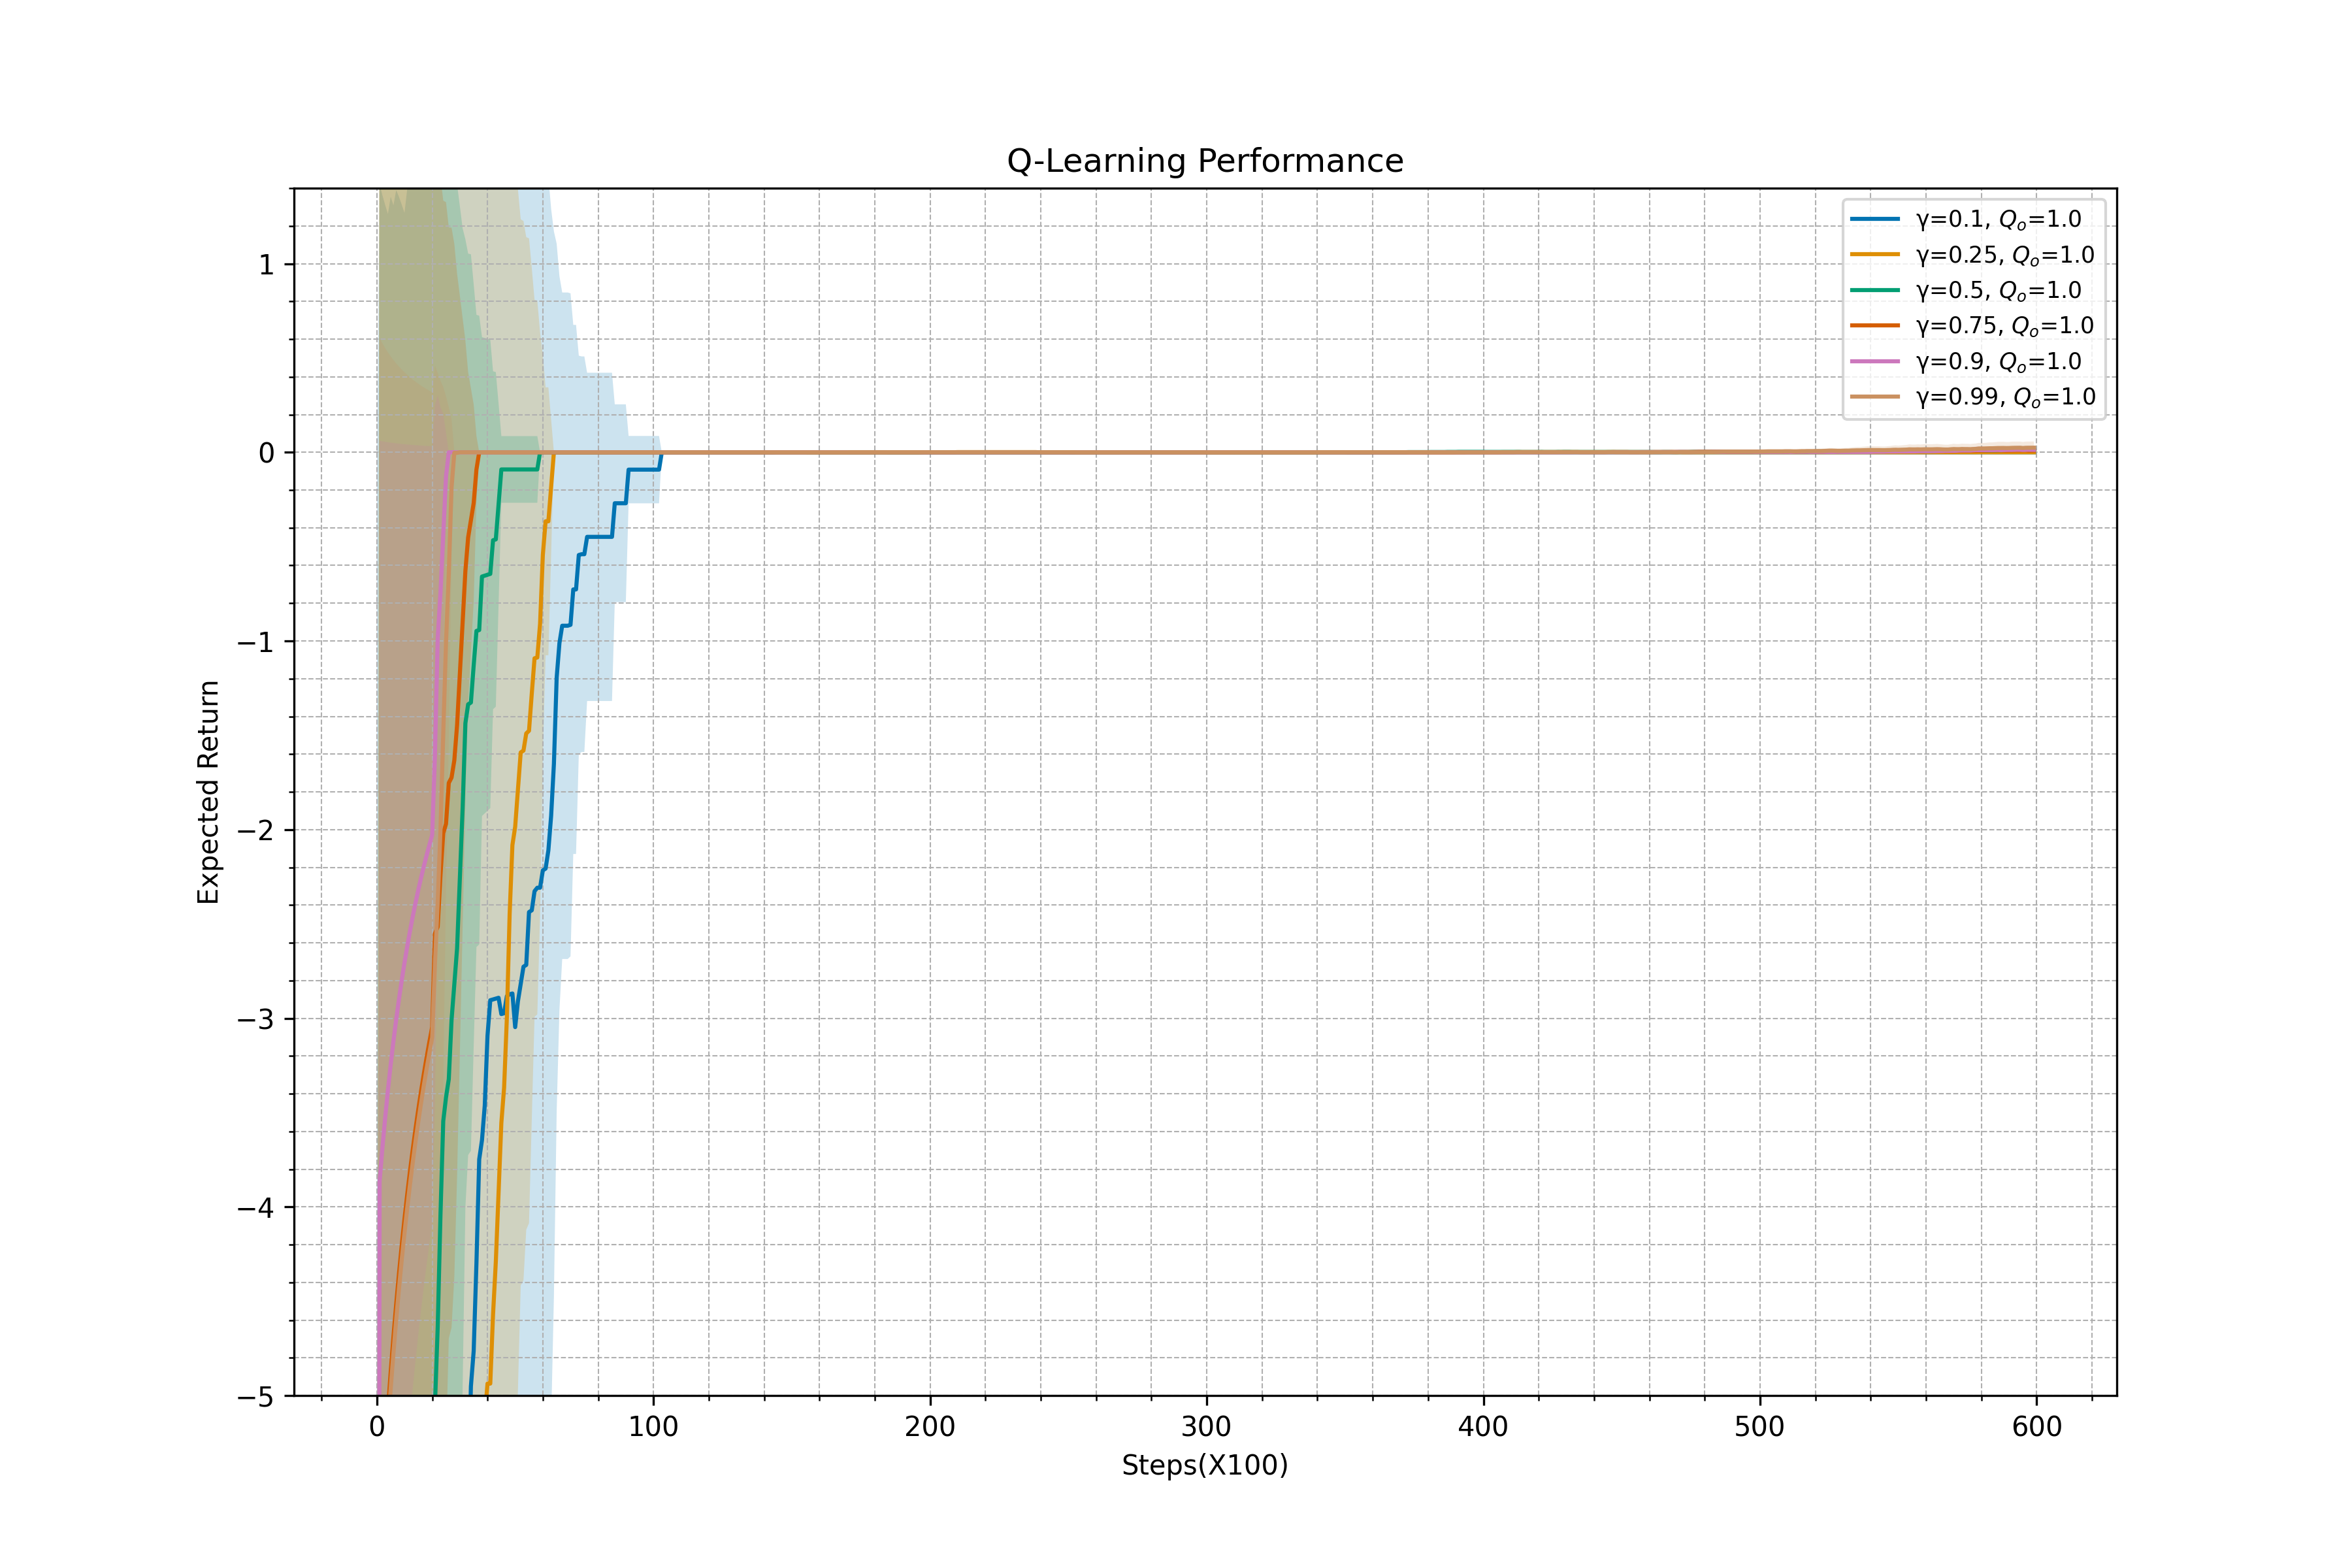 Q-Learning Performance
γ=0.1, Qₒ=1.0
γ=0.25, Qₒ=1.0
γ=0.5, Qₒ=1.0
γ=0.75, Qₒ=1.0
γ=0.9, Qₒ=1.0
γ=0.99, Qₒ=1.0
1
0
−1
−2
−3
−4
−5
Expected Return
0 100 200 300 400 500 600
Steps(X100)